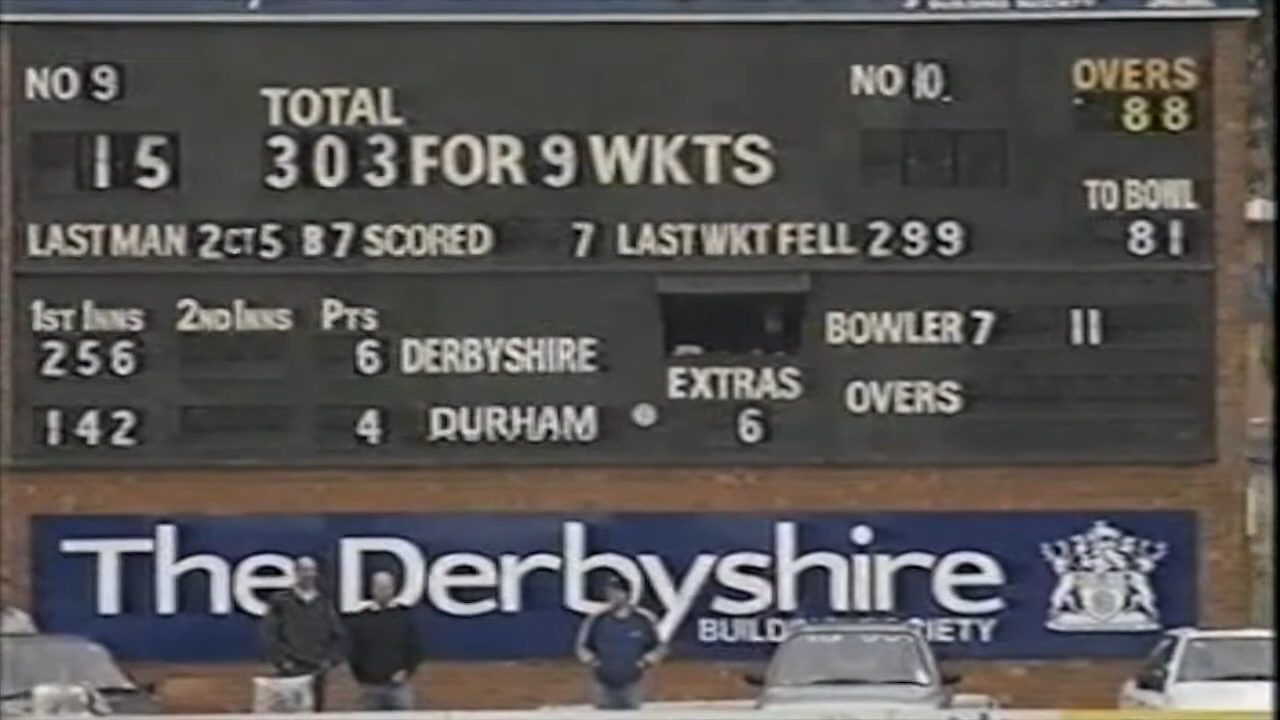 NO 9
NO 10
OVERS
88
TOTAL
15
303 FOR 9 WKTS
TO BOWL
81
LAST MAN 2 CT 5 B 7 SCORED 7 LAST WKT FELL 299
1ST INNS 2ND INNS PTS
256 6 DERBYSHIRE
BOWLER 7 11
EXTRAS
6
OVERS
142 4 DURHAM
The Derbyshire
BUILDING SOCIETY